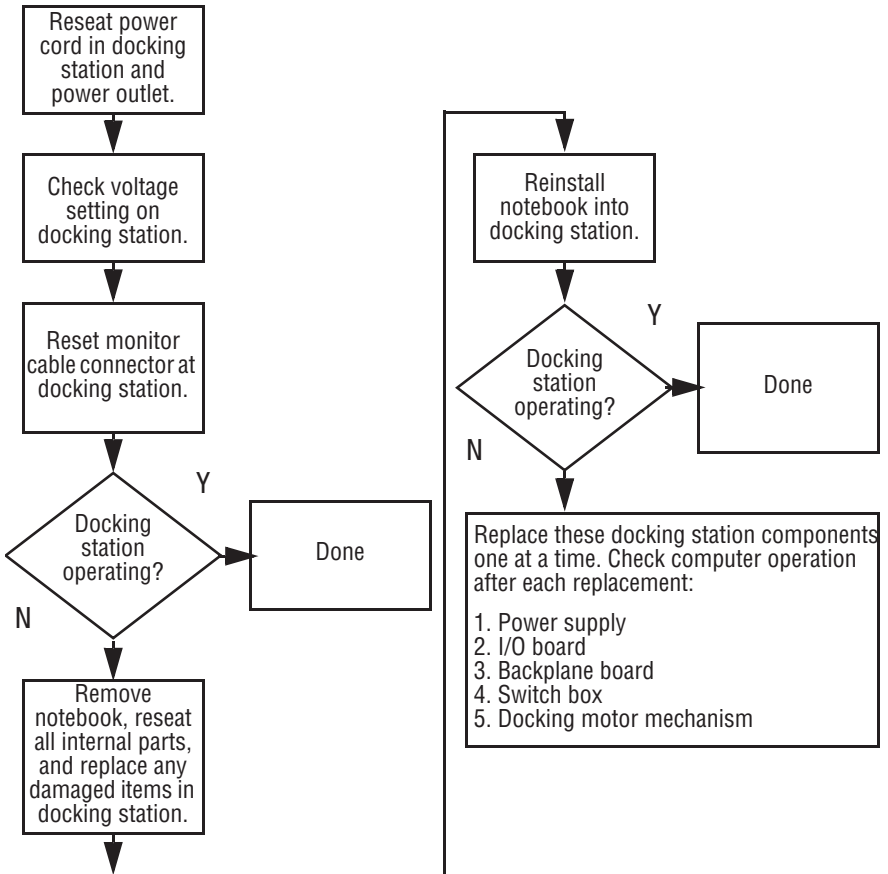 Reseat power
cord in docking
station and
power outlet.
Check voltage
setting on
docking station.
Reset monitor
cable connector at
docking station.
Y
Docking
station
operating?
Done
N
Remove
notebook, reseat
all internal parts,
and replace any
damaged items in
docking station.
Reinstall
notebook into
docking station.
Y
Docking
station
operating?
Done
N
Replace these docking station components
one at a time. Check computer operation
after each replacement:
1. Power supply
2. I/O board
3. Backplane board
4. Switch box
5. Docking motor mechanism